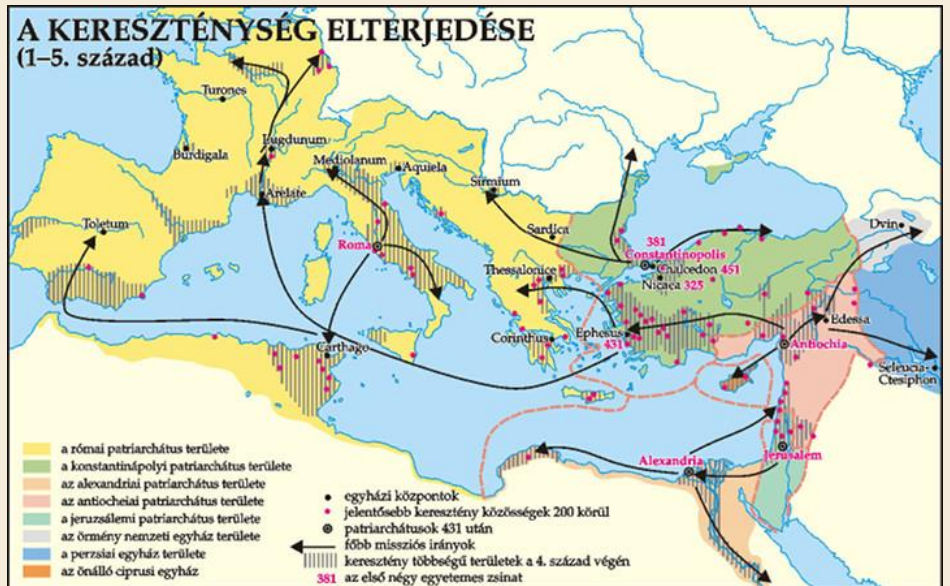 A KERESZTÉNYSÉG ELTERJEDÉSE
(1–5. század)
Turones
Lugdunum
Burdigala
Mediolanum
Aquiela
Sirmium
Arelate
Toletum
Roma
Sardica
Dvin
381
Constantinopolis
Chalcedon 451
Nicaea 325
Thessalonice
Ephesus
431
Corinthus
Edessa
Antiochia
Carthago
Seleucia-
Ctesiphon
Alexandria
Jerusalem
a római patriarchátus területe
a konstantinápolyi patriarchátus területe
az alexandriai patriarchátus területe
az antiocheiai patriarchátus területe
a jeruzsálemi patriarchátus területe
az örmény nemzeti egyház területe
a perzsiai egyház területe
az önálló ciprusi egyház
egyházi központok
jelentősebb keresztény közösségek 200 körül
patriarchátusok 431 után
főbb missziós irányok
keresztény többségű területek a 4. század végén
381 az első négy egyetemes zsinat